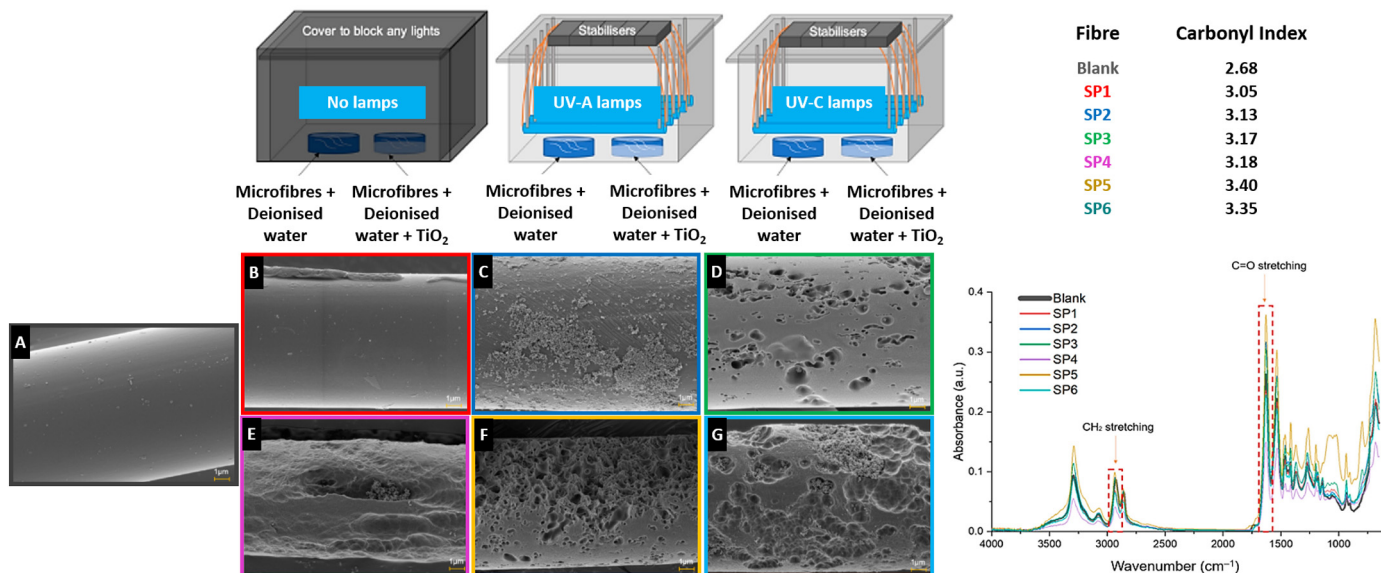 Cover to block any lights
No lamps
Stabilisers
UV-A lamps
Stabilisers
UV-C lamps
Microfibres +
Deionised
water
Microfibres +
Deionised
water + TiO₂
Microfibres +
Deionised
water
Microfibres +
Deionised
water + TiO₂
Microfibres +
Deionised
water
Microfibres +
Deionised
water + TiO₂
Fibre Carbonyl Index
Blank 2.68
SP1 3.05
SP2 3.13
SP3 3.17
SP4 3.18
SP5 3.40
SP6 3.35
A
1µm
B
1µm
C
1µm
D
1µm
E
1µm
F
1µm
G
1µm
C=O stretching
Blank
SP1
SP2
SP3
SP4
SP5
SP6
CH₂ stretching
Absorbance (a.u.)
0.4
0.3
0.2
0.1
0.0
4000 3500 3000 2500 2000 1500 1000
Wavenumber (cm⁻¹)